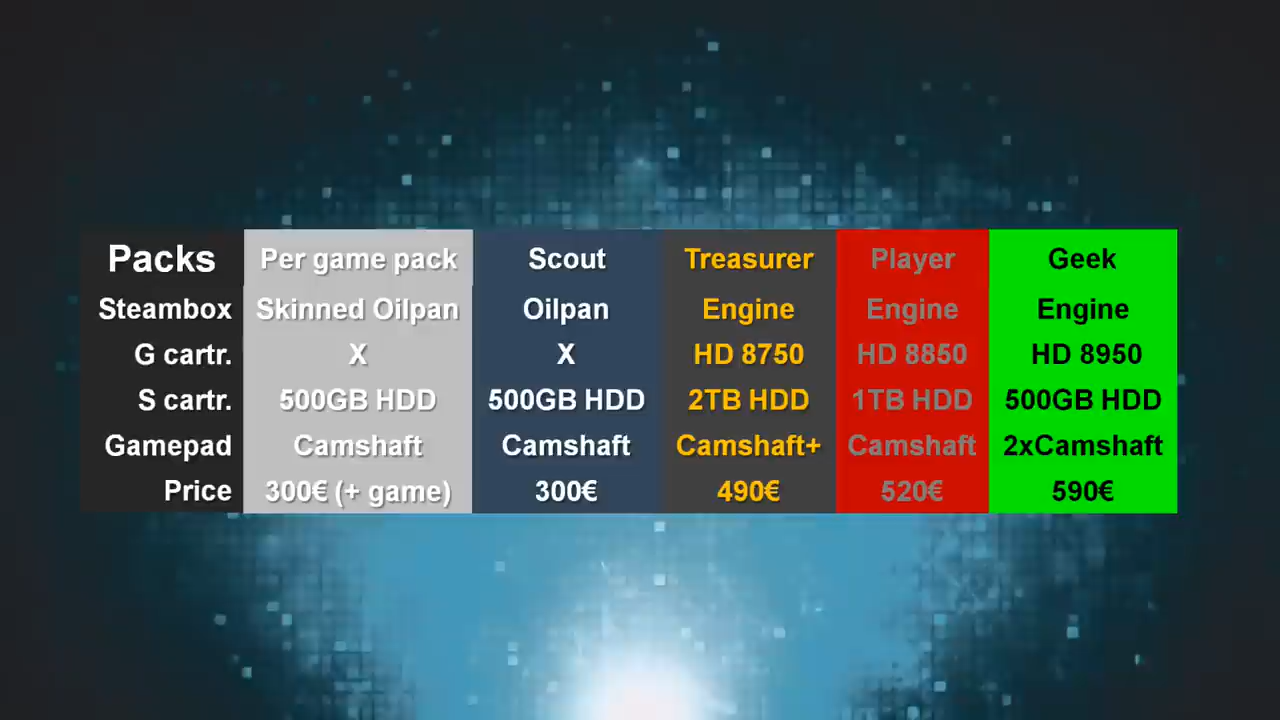 Packs Per game pack Scout Treasurer Player Geek
Steambox Skinned Oilpan Oilpan Engine Engine Engine
G cartr. X X HD 8750 HD 8850 HD 8950
S cartr. 500GB HDD 500GB HDD 2TB HDD 1TB HDD 500GB HDD
Gamepad Camshaft Camshaft Camshaft+ Camshaft 2xCamshaft
Price 300€ (+ game) 300€ 490€ 520€ 590€